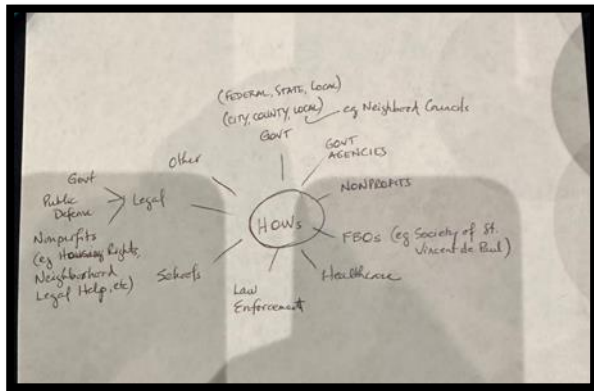 (FEDERAL, STATE, LOCAL)
(CITY, COUNTY, LOCAL)
eg Neighborhood Councils
GOVT
GOVT
AGENCIES
NONPROFITS
FBOs (eg Society of St.
Vincent de Paul)
Healthcare
Law
Enforcement
Schools
Legal
Govt
Public
Defense
Nonprofits
(eg Housing Rights,
Neighborhood
Legal Help, etc)
Other
HOWs